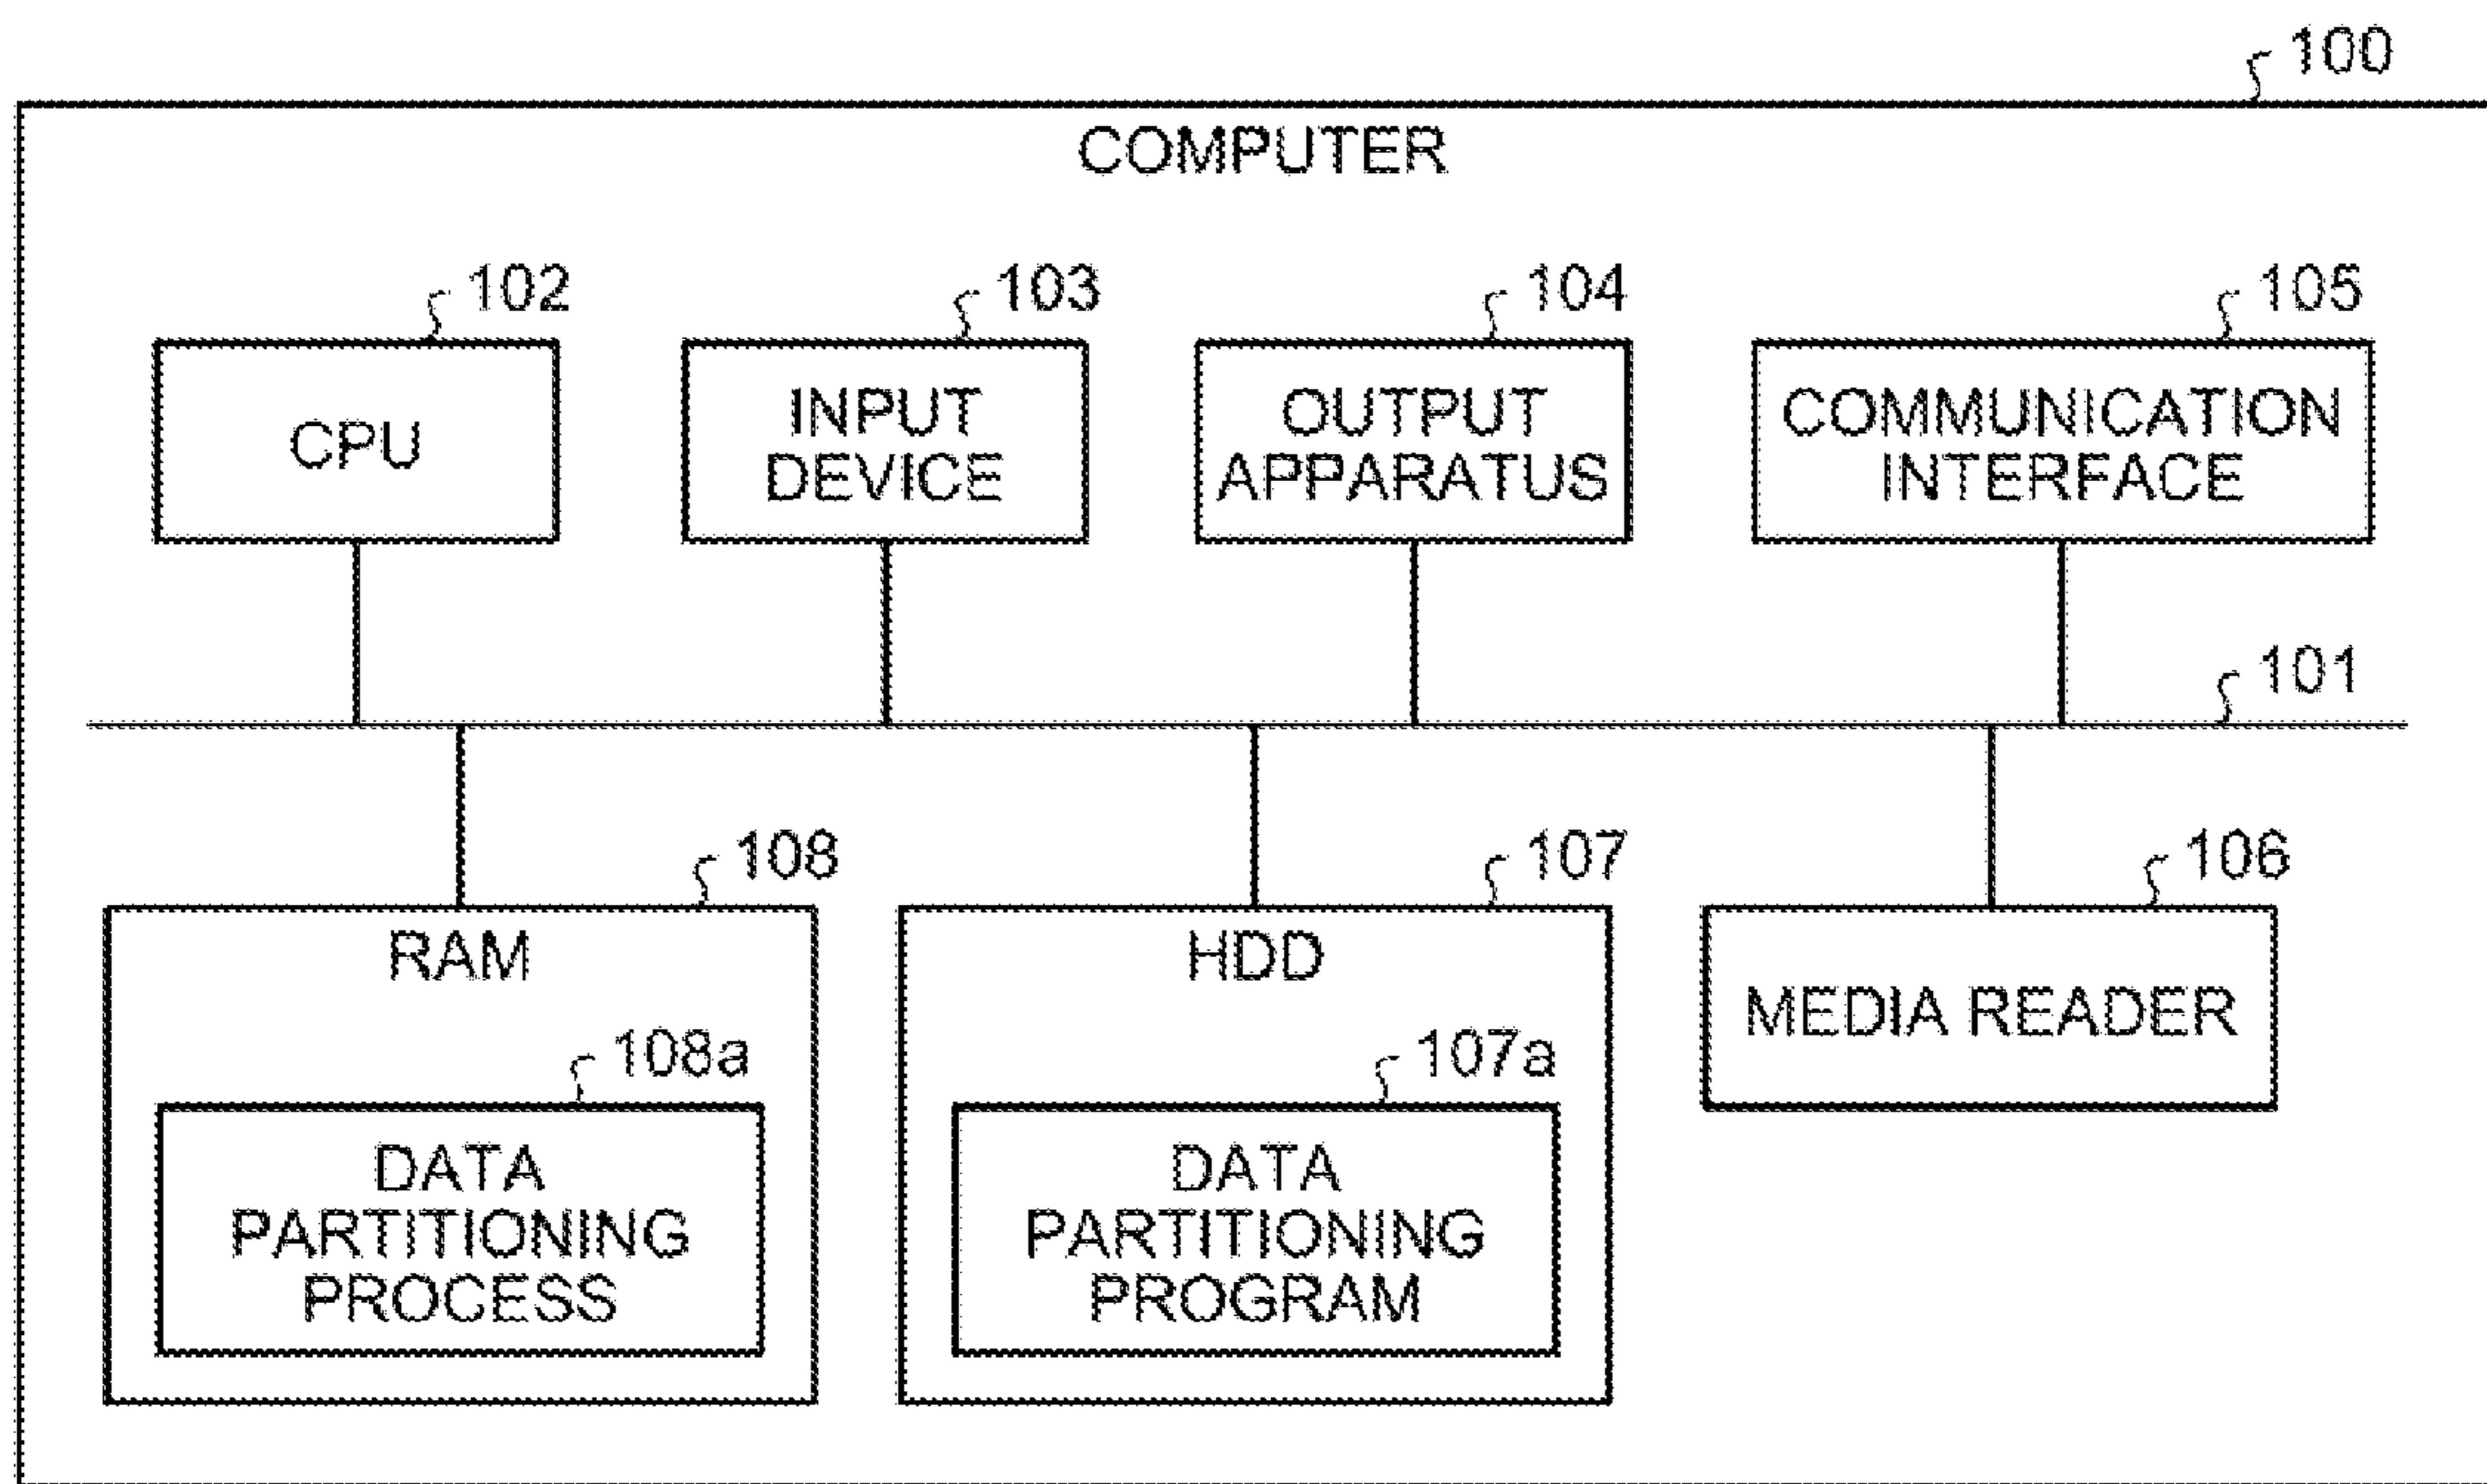 100
COMPUTER
102
103
104
105
CPU
INPUT
DEVICE
OUTPUT
APPARATUS
COMMUNICATION
INTERFACE
101
108
107
106
RAM
HDD
MEDIA READER
108a
107a
DATA
PARTITIONING
PROCESS
DATA
PARTITIONING
PROGRAM